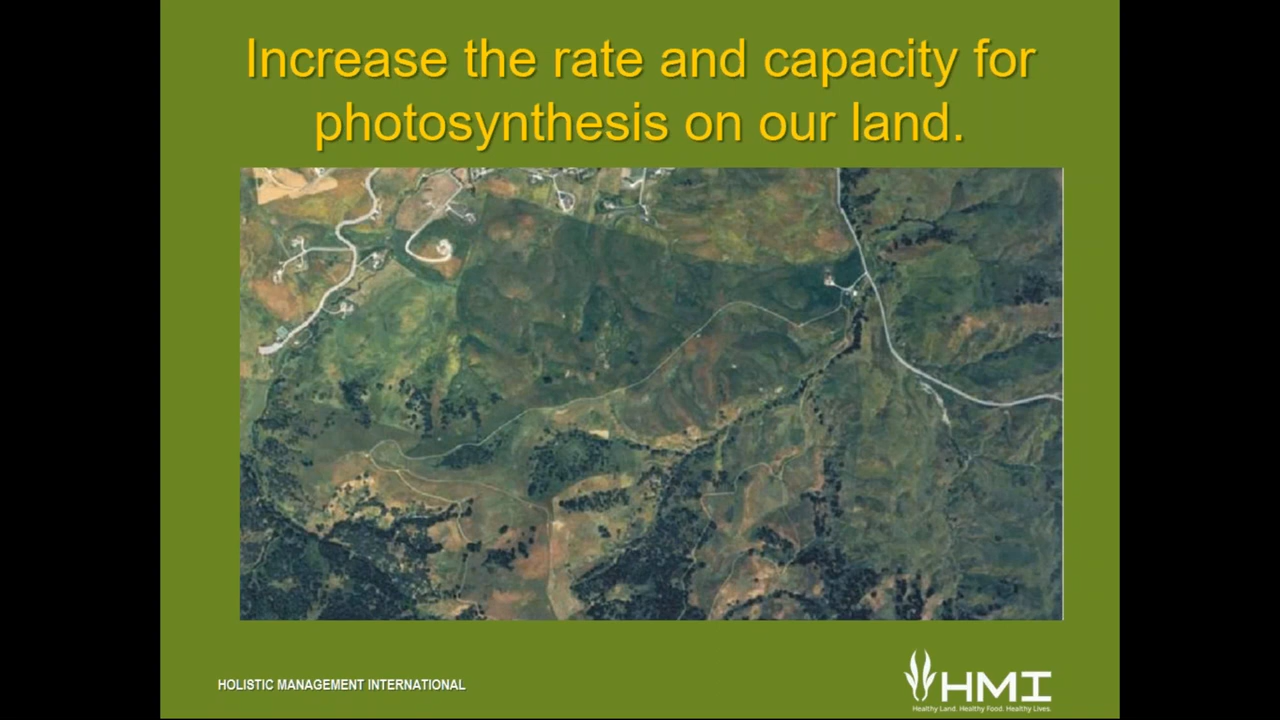 Increase the rate and capacity for
photosynthesis on our land.
HOLISTIC MANAGEMENT INTERNATIONAL
HMI
Healthy Land. Healthy Food. Healthy Lives.